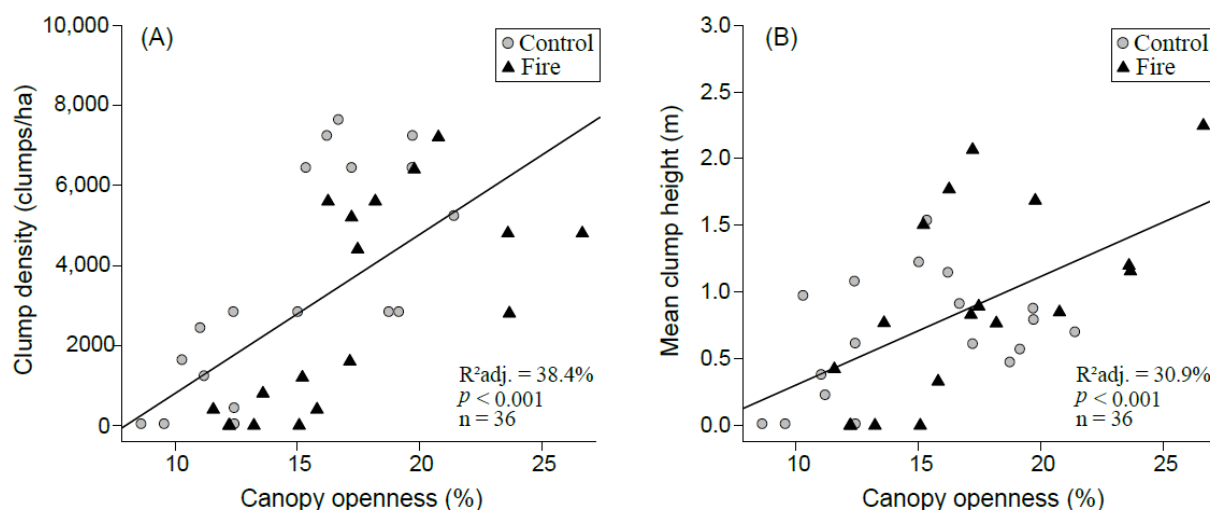 (A)
Control
Fire
10,000
8,000
6,000
4,000
2000
0
Clump density (clumps/ha)
R²adj. = 38.4%
p < 0.001
n = 36
10 15 20 25
Canopy openness (%)
(B)
Control
Fire
3.0
2.5
2.0
1.5
1.0
0.5
0.0
Mean clump height (m)
R²adj. = 30.9%
p < 0.001
n = 36
10 15 20 25
Canopy openness (%)